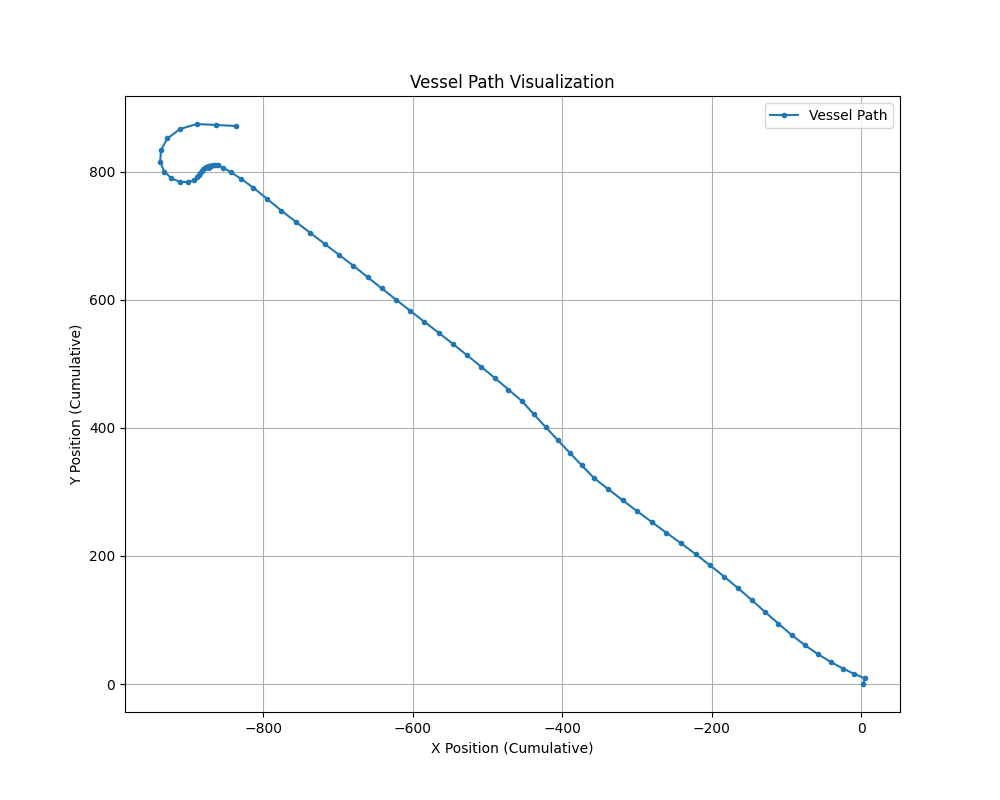 Vessel Path Visualization
Vessel Path
800
600
400
200
0
Y Position (Cumulative)
−800
−600
−400
−200
0
X Position (Cumulative)